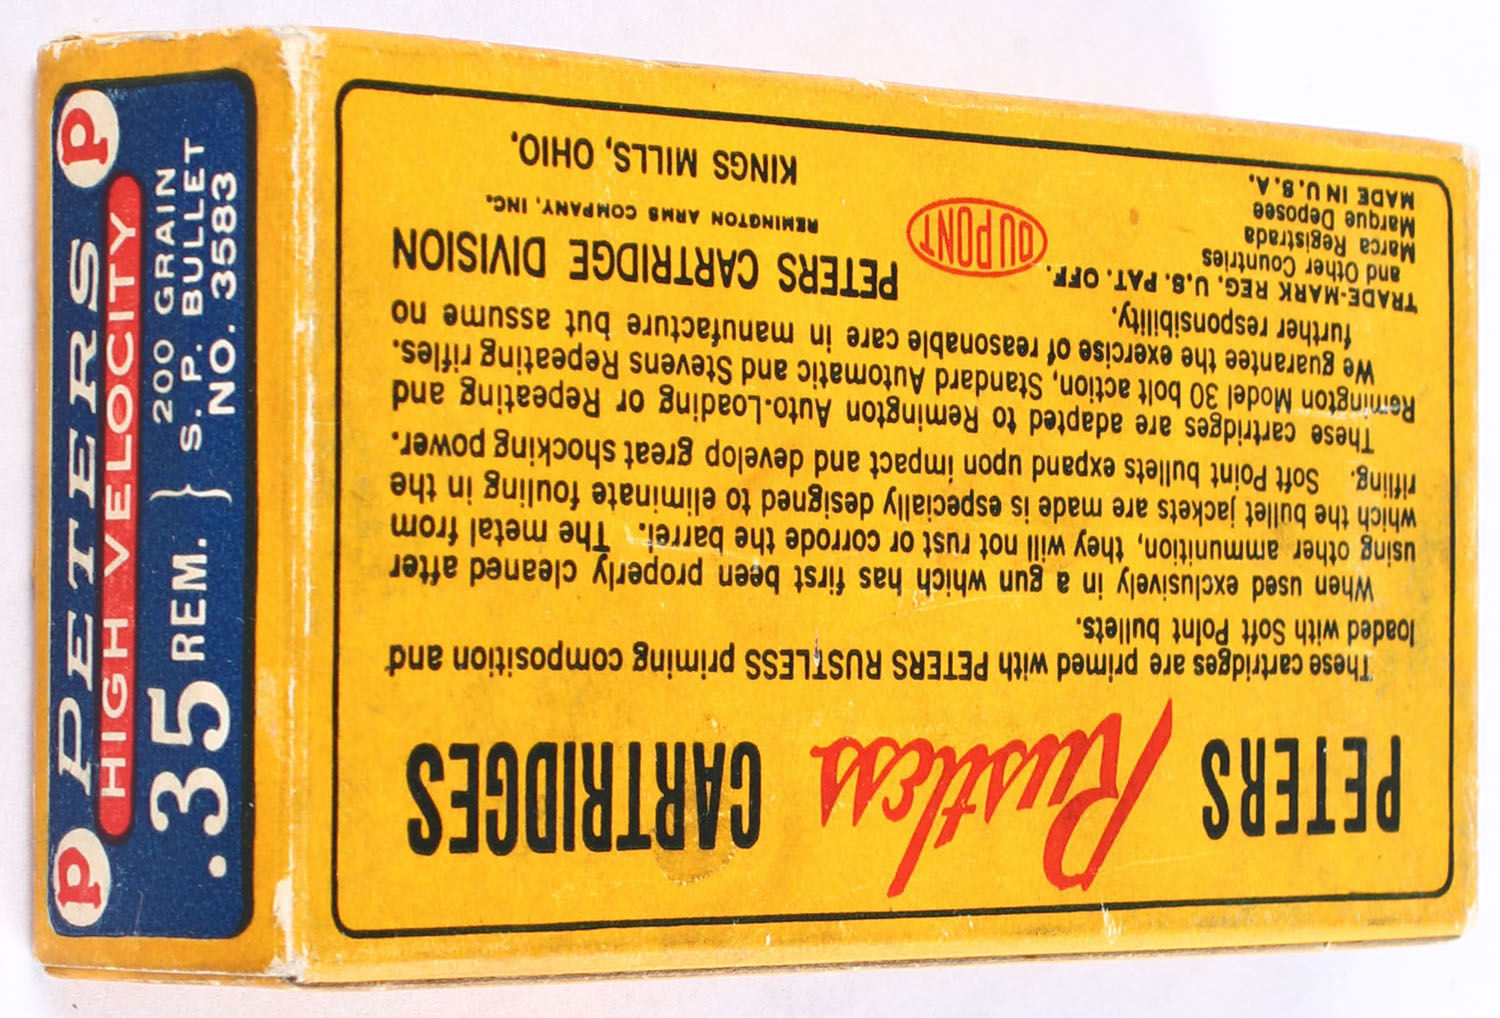 PETERS Rustless CARTRIDGES
These cartridges are primed with PETERS RUSTLESS priming composition and
loaded with Soft Point bullets.
When used exclusively in a gun which has first been properly cleaned after
using other ammunition, they will not rust or corrode the barrel. The metal from
which the bullet jackets are made is especially designed to eliminate fouling in the
rifling. Soft Point bullets expand upon impact and develop great shocking power.
These cartridges are adapted to Remington Auto-Loading or Repeating and
Remington Model 30 bolt action, Standard Automatic and Stevens Repeating rifles.
We guarantee the exercise of reasonable care in manufacture but assume no
further responsibility.
TRADE-MARK REG. U.S. PAT. OFF.
and Other Countries
Marca Registrada
Marque Deposee
MADE IN U.S.A.
DU PONT
PETERS CARTRIDGE DIVISION
REMINGTON ARMS COMPANY, INC.
KINGS MILLS, OHIO.
P PETERS P
HIGH VELOCITY
.35 REM. } 200 GRAIN
S. P. BULLET
NO. 3583